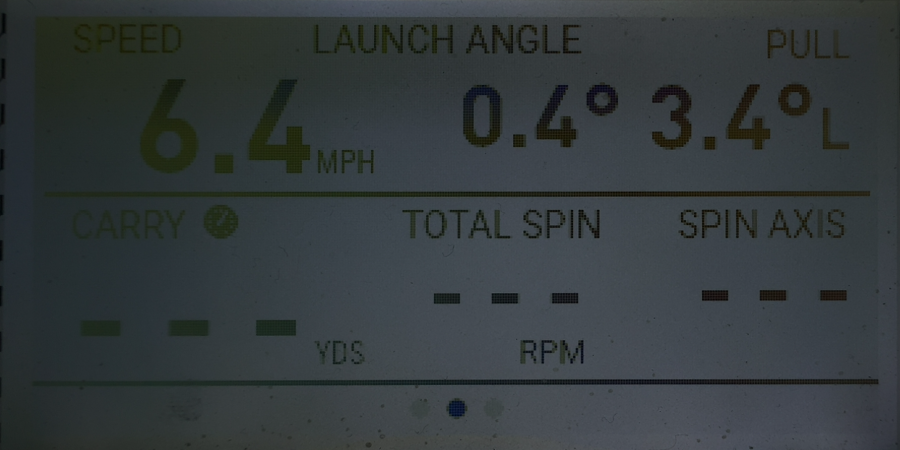 SPEED LAUNCH ANGLE PULL
6.4 MPH 0.4° 3.4° L
CARRY TOTAL SPIN SPIN AXIS
--- YDS --- RPM ---